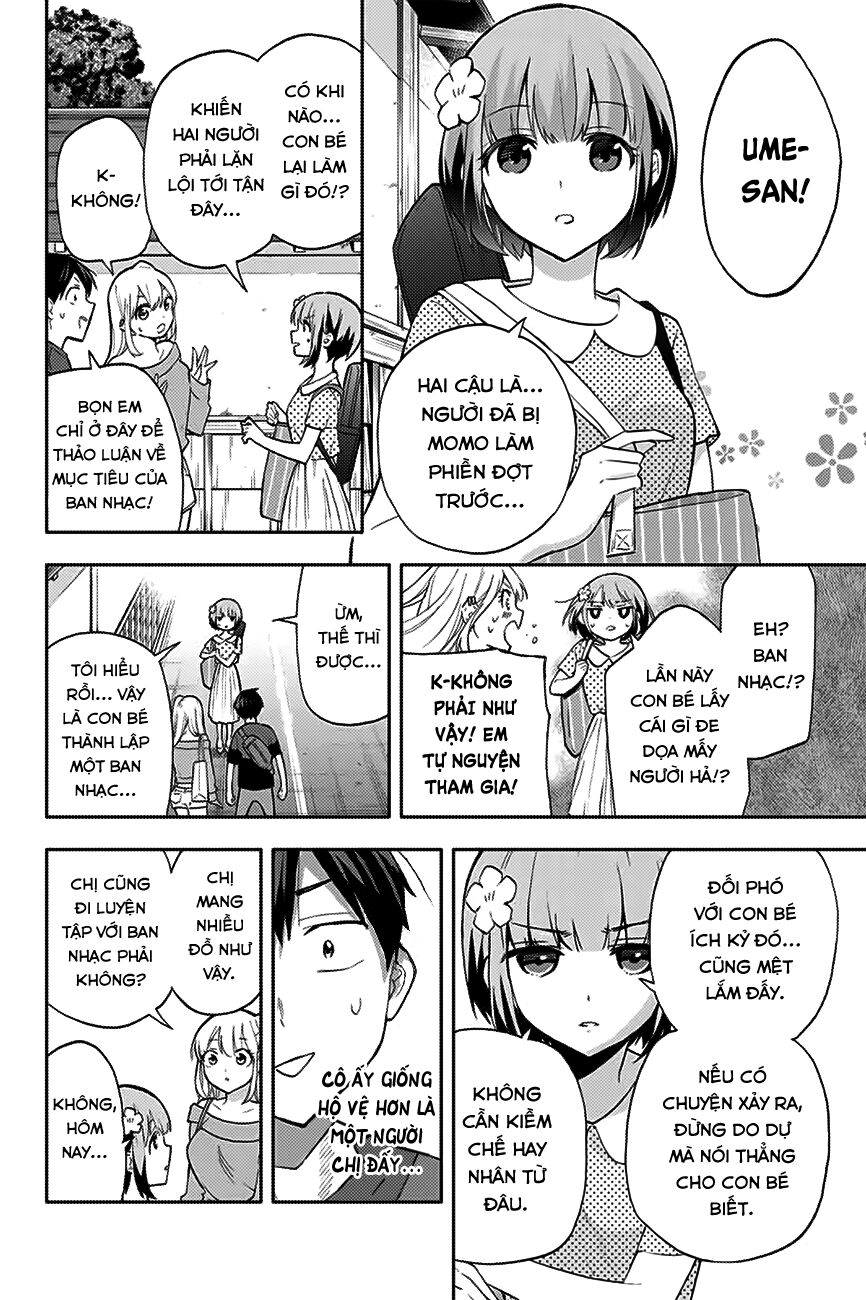 UME-
SAN!
HAI CẬU LÀ...
NGƯỜI ĐÃ BỊ
MOMO LÀM
PHIỀN ĐỢT
TRƯỚC...
CÓ KHI
NÀO...
CON BÉ
LẠI LÀM
GÌ ĐÓ!?
KHIẾN
HAI NGƯỜI
PHẢI LẶN
LỘI TỚI TẬN
ĐÂY...
K-
KHÔNG!
BỌN EM
CHỈ Ở ĐÂY ĐỂ
THẢO LUẬN VỀ
MỤC TIÊU CỦA
BAN NHẠC!
EH?
BAN
NHẠC!?
LẦN NÀY
CON BÉ LẤY
CÁI GÌ ĐE
DỌA MẤY
NGƯỜI HẢ!?
K-KHÔNG
PHẢI NHƯ
VẬY! EM
TỰ NGUYỆN
THAM GIA!
ỪM,
THẾ THÌ
ĐƯỢC...
TÔI HIỂU
RỒI... VẬY
LÀ CON BÉ
THÀNH LẬP
MỘT BAN
NHẠC...
ĐỐI PHÓ
VỚI CON BÉ
ÍCH KỶ ĐÓ...
CŨNG MỆT
LẮM ĐẤY.
NẾU CÓ
CHUYỆN XẢY RA,
ĐỪNG DO DỰ
MÀ NÓI THẲNG
CHO CON BÉ
BIẾT.
KHÔNG
CẦN KIỀM
CHẾ HAY
NHÂN TỪ
ĐÂU.
CÔ ẤY GIỐNG
HỘ VỆ HƠN LÀ
MỘT NGƯỜI
CHỊ ĐẤY...
CHỊ
MANG
NHIỀU
ĐỒ NHƯ
VẬY.
CHỊ CŨNG
ĐI LUYỆN
TẬP VỚI BAN
NHẠC PHẢI
KHÔNG?
KHÔNG,
HÔM
NAY...